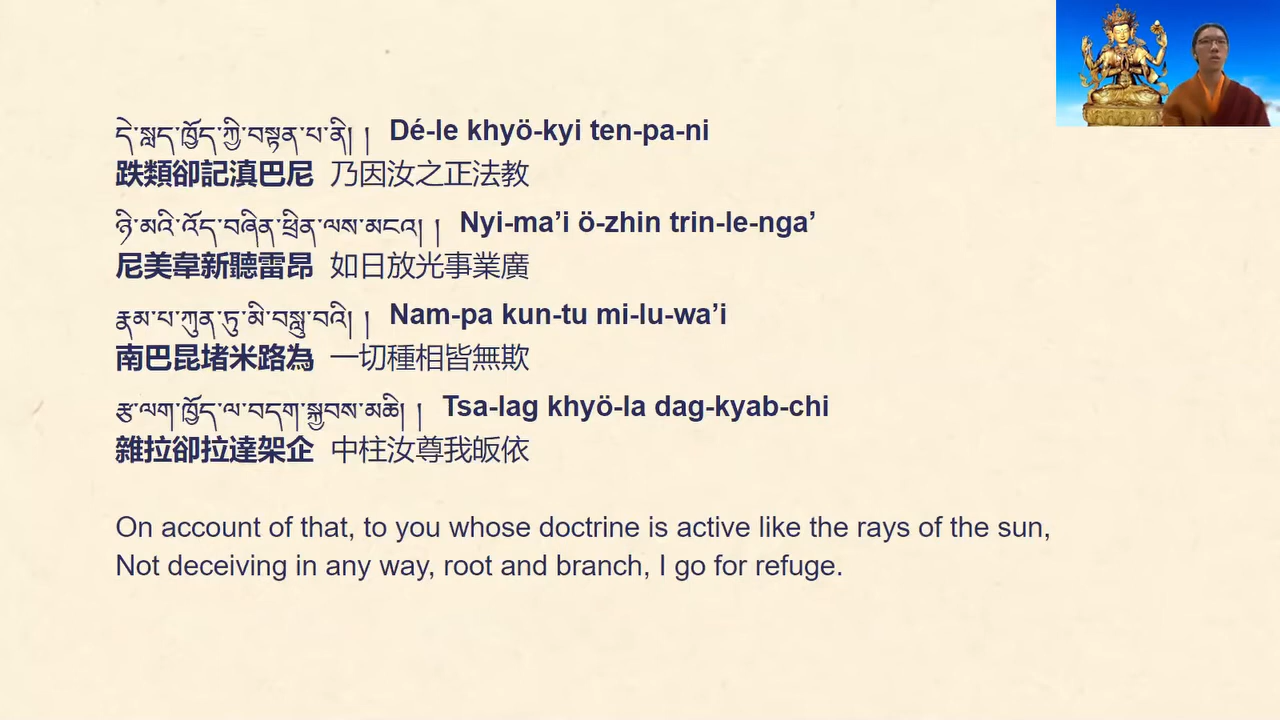 དེ་སླད་ཁྱོད་ཀྱི་བསྟན་པ་ནི། ། Dé-le khyö-kyi ten-pa-ni
跌類卻記滇巴尼 乃因汝之正法教
ཉི་མའི་འོད་བཞིན་ཕྲིན་ལས་མངའ། ། Nyi-ma’i ö-zhin trin-le-nga’
尼美韋新聽雷昂 如日放光事業廣
རྣམ་པ་ཀུན་ཏུ་མི་བསླུ་བའི། ། Nam-pa kun-tu mi-lu-wa’i
南巴昆堵米路為 一切種相皆無欺
རྩ་ལག་ཁྱོད་ལ་བདག་སྐྱབས་མཆི། ། Tsa-lag khyö-la dag-kyab-chi
雜拉卻拉達架企 中柱汝尊我皈依
On account of that, to you whose doctrine is active like the rays of the sun,
Not deceiving in any way, root and branch, I go for refuge.